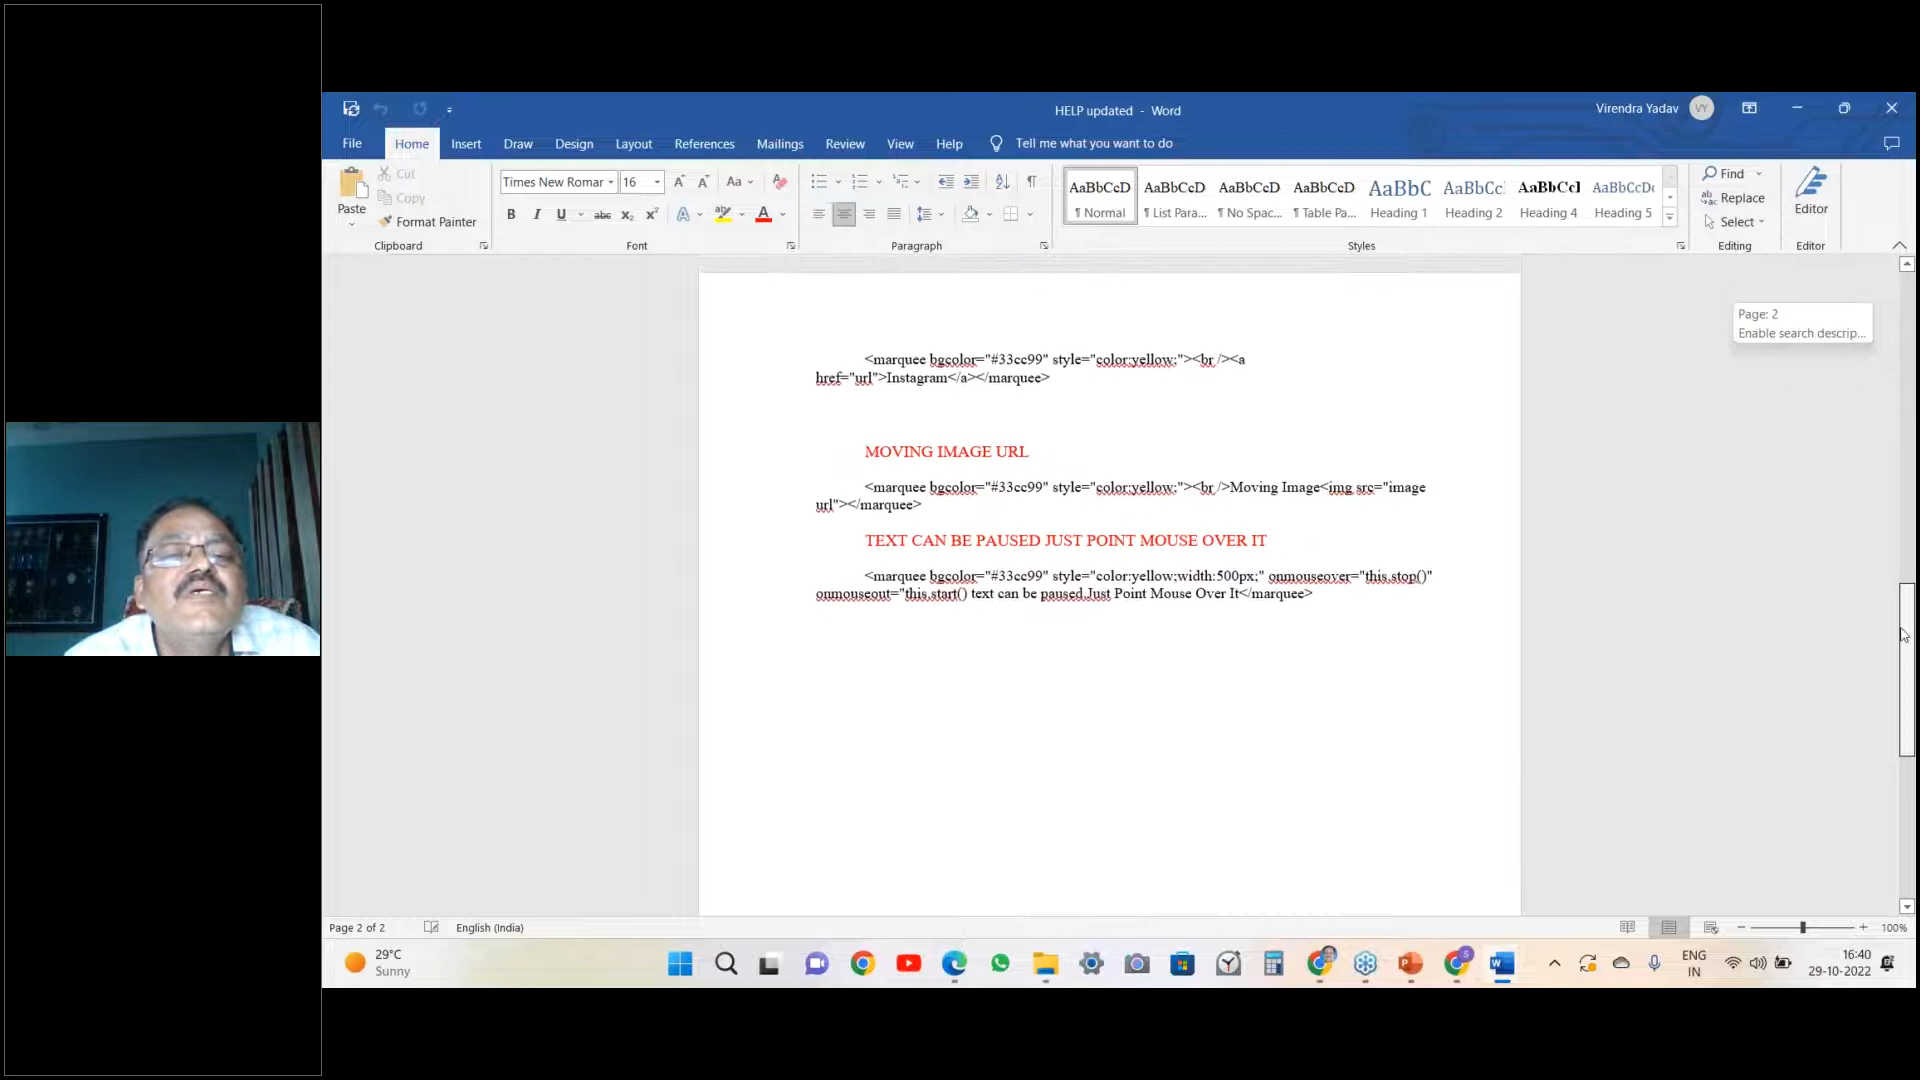 HELP updated - Word
Virendra Yadav
VY
File
Home
Insert
Draw
Design
Layout
References
Mailings
Review
View
Help
Tell me what you want to do
Paste
Cut
Copy
Format Painter
Clipboard
Times New Romar
16
Aa
B I U abc x₂ x² A A
Font
Paragraph
AaBbCcD
¶ Normal
AaBbCcD
¶ List Para...
AaBbCcD
¶ No Spac...
AaBbCcD
¶ Table Pa...
AaBbC
Heading 1
AaBbCc
Heading 2
AaBbCcI
Heading 4
AaBbCcDc
Heading 5
Styles
Find
Replace
Select
Editing
Editor
Editor
Page: 2
Enable search descrip...
<marquee bgcolor="#33cc99" style="color:yellow;"><br /><a
href="url">Instagram</a></marquee>
MOVING IMAGE URL
<marquee bgcolor="#33cc99" style="color:yellow;"><br />Moving Image<img src="image
url"></marquee>
TEXT CAN BE PAUSED JUST POINT MOUSE OVER IT
<marquee bgcolor="#33cc99" style="color:yellow;width:500px;" onmouseover="this.stop()"
onmouseout="this.start() text can be paused.Just Point Mouse Over It</marquee>
Page 2 of 2
English (India)
100%
29°C
Sunny
ENG
IN
16:40
29-10-2022